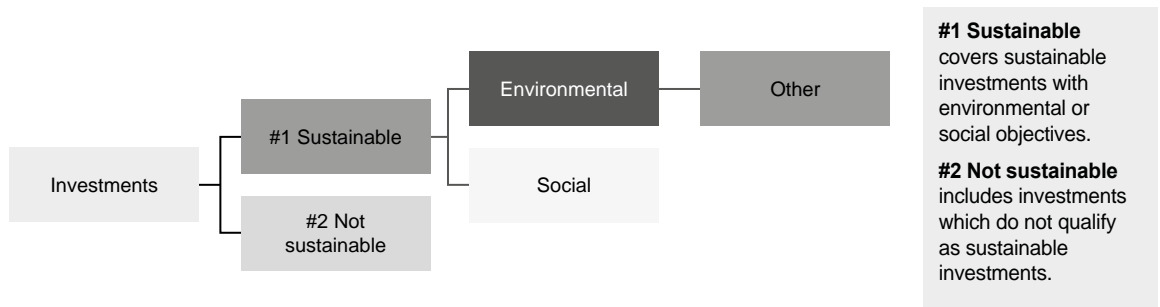 Investments
#1 Sustainable
#2 Not
sustainable
Environmental
Social
Other
#1 Sustainable
covers sustainable
investments with
environmental or
social objectives.
#2 Not sustainable
includes investments
which do not qualify
as sustainable
investments.